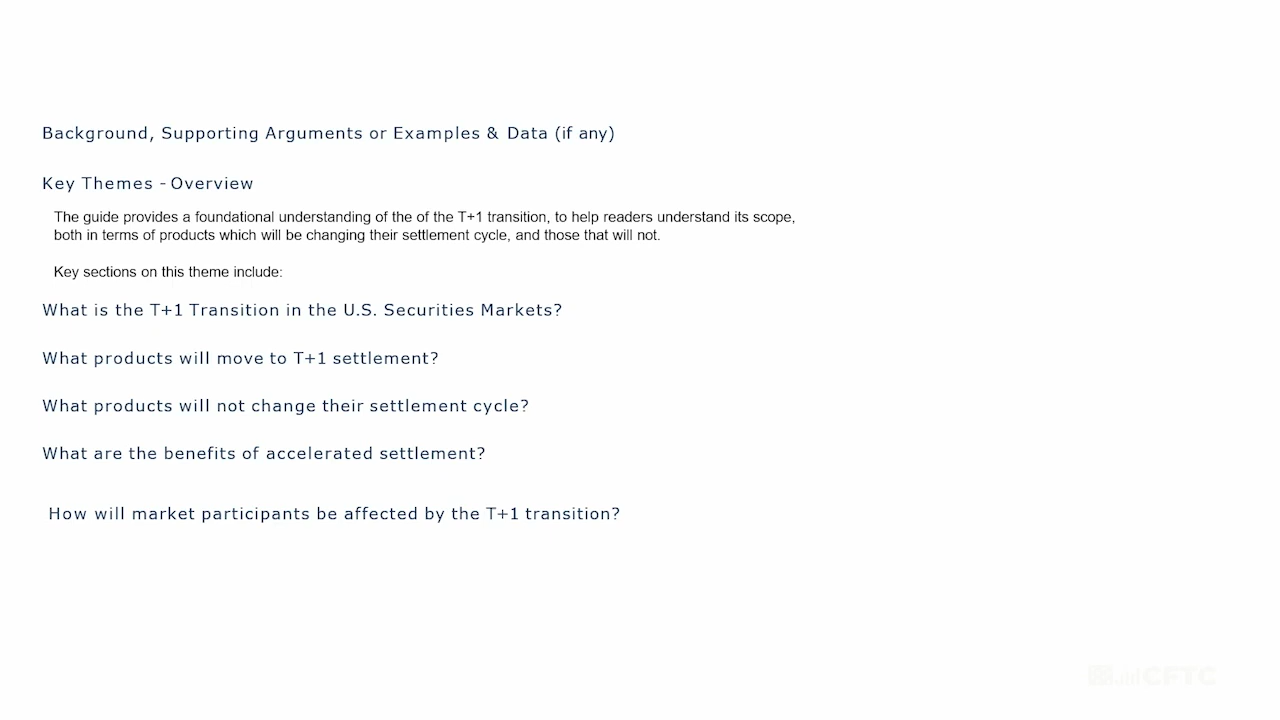 Background, Supporting Arguments or Examples & Data (if any)
Key Themes - Overview
The guide provides a foundational understanding of the of the T+1 transition, to help readers understand its scope,
both in terms of products which will be changing their settlement cycle, and those that will not.
Key sections on this theme include:
What is the T+1 Transition in the U.S. Securities Markets?
What products will move to T+1 settlement?
What products will not change their settlement cycle?
What are the benefits of accelerated settlement?
How will market participants be affected by the T+1 transition?
CFTC